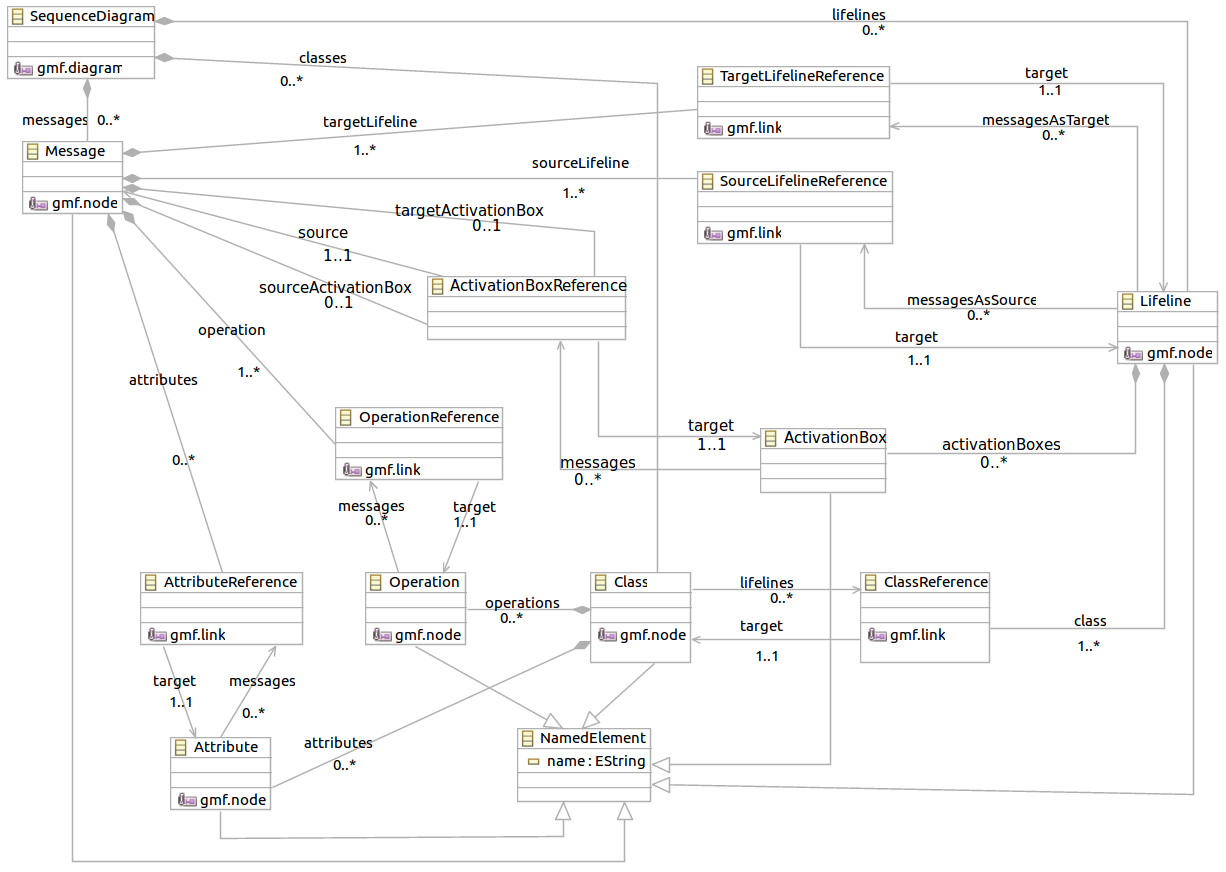 SequenceDiagram
gmf.diagram
lifelines
0..*
classes
0..*
messages 0..*
TargetLifelineReference
gmf.link
target
1..1
messagesAsTarget
0..*
targetLifeline
1..*
Message
gmf.node
sourceLifeline
1..*
SourceLifelineReference
gmf.link
targetActivationBox
0..1
source
1..1
sourceActivationBox
0..1
ActivationBoxReference
messagesAsSource
0..*
Lifeline
gmf.node
target
1..1
operation
1..*
attributes
0..*
OperationReference
gmf.link
target
1..1
ActivationBox
activationBoxes
0..*
messages
0..*
messages
0..*
target
1..1
AttributeReference
gmf.link
Operation
gmf.node
operations
0..*
Class
gmf.node
lifelines
0..*
ClassReference
gmf.link
target
1..1
class
1..*
target
1..1
messages
0..*
Attribute
gmf.node
attributes
0..*
NamedElement
name : EString